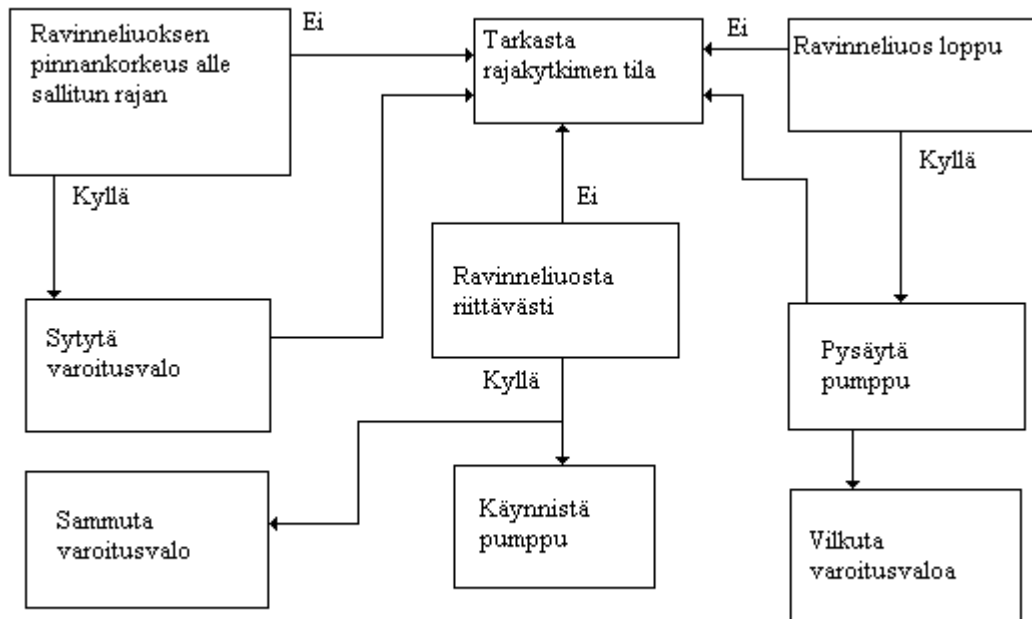 Ravinneliuoksen
pinnankorkeus alle
sallitun rajan
Ei
Tarkasta
rajakytkimen tila
Ei
Ravinneliuos loppu
Kyllä
Kyllä
Ei
Ravinneliuosta
riittävästi
Sytytä
varoitusvalo
Pysäytä
pumppu
Kyllä
Sammuta
varoitusvalo
Käynnistä
pumppu
Vilkuta
varoitusvaloa